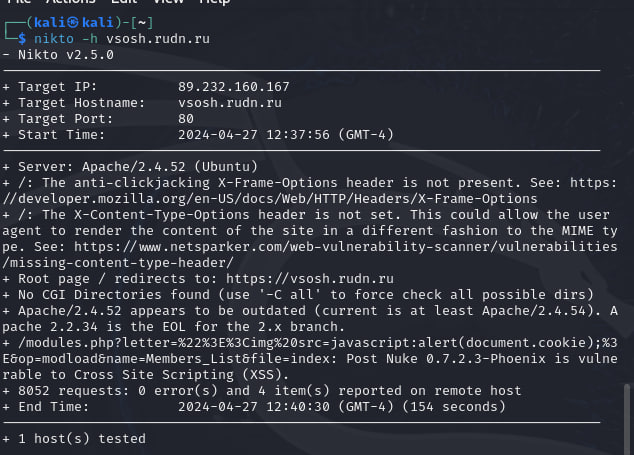 ┌──(kali㉿kali)-[~]
└─$ nikto -h vsosh.rudn.ru
- Nikto v2.5.0
+ Target IP:          89.232.160.167
+ Target Hostname:    vsosh.rudn.ru
+ Target Port:        80
+ Start Time:         2024-04-27 12:37:56 (GMT-4)
+ Server: Apache/2.4.52 (Ubuntu)
+ /: The anti-clickjacking X-Frame-Options header is not present. See: https:
//developer.mozilla.org/en-US/docs/Web/HTTP/Headers/X-Frame-Options
+ /: The X-Content-Type-Options header is not set. This could allow the user
agent to render the content of the site in a different fashion to the MIME ty
pe. See: https://www.netsparker.com/web-vulnerability-scanner/vulnerabilities
/missing-content-type-header/
+ Root page / redirects to: https://vsosh.rudn.ru
+ No CGI Directories found (use '-C all' to force check all possible dirs)
+ Apache/2.4.52 appears to be outdated (current is at least Apache/2.4.54). A
pache 2.2.34 is the EOL for the 2.x branch.
+ /modules.php?letter=%22%3E%3Cimg%20src=javascript:alert(document.cookie);%3
E&op=modload&name=Members_List&file=index: Post Nuke 0.7.2.3-Phoenix is vulne
rable to Cross Site Scripting (XSS).
+ 8052 requests: 0 error(s) and 4 item(s) reported on remote host
+ End Time:           2024-04-27 12:40:30 (GMT-4) (154 seconds)
+ 1 host(s) tested